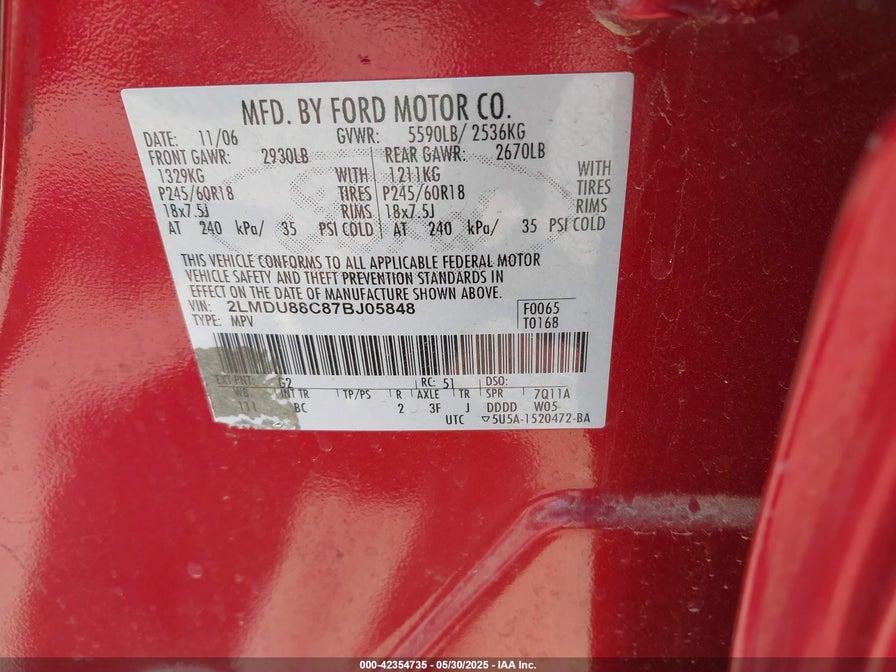 MFD. BY FORD MOTOR CO.
DATE: 11/06 GVWR: 5590LB/ 2536KG
FRONT GAWR: 2930LB REAR GAWR: 2670LB
1329KG WITH 1211KG WITH
P245/60R18 TIRES P245/60R18 TIRES
18x7.5J RIMS 18x7.5J RIMS
AT 240 kPa/ 35 PSI COLD AT 240 kPa/ 35 PSI COLD
THIS VEHICLE CONFORMS TO ALL APPLICABLE FEDERAL MOTOR
VEHICLE SAFETY AND THEFT PREVENTION STANDARDS IN
EFFECT ON THE DATE OF MANUFACTURE SHOWN ABOVE.
VIN: 2LMDU88C87BJ05848 F0065
TYPE: MPV T0168
EXT PNT: G2 RC: 51 DSO:
WB INT TR TP/PS R AXLE TR SPR 7Q11A
111 BC 2 3F J DDDD W05
UTC ▽5U5A-1520472-BA
000-42354735 - 05/30/2025 - IAA Inc.